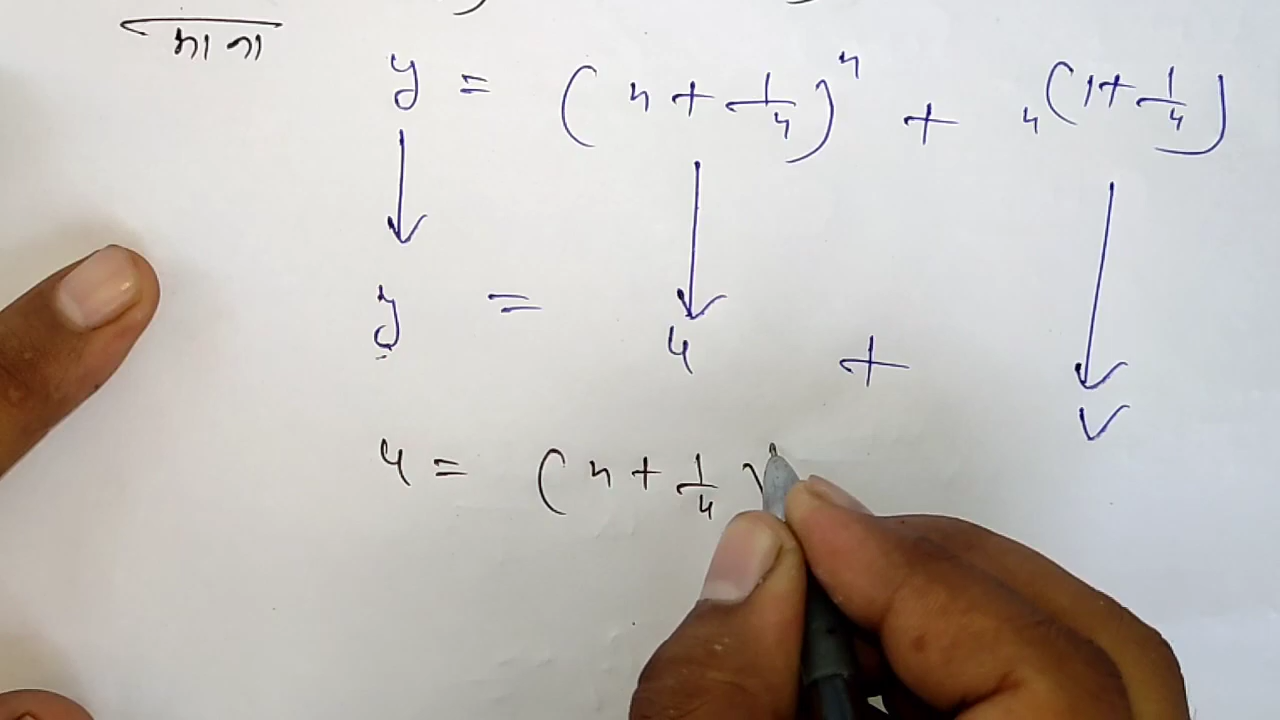 माना
y = (x + 1/x)^x + x^(1 + 1/x)
y = u + v
u = (x + 1/x)